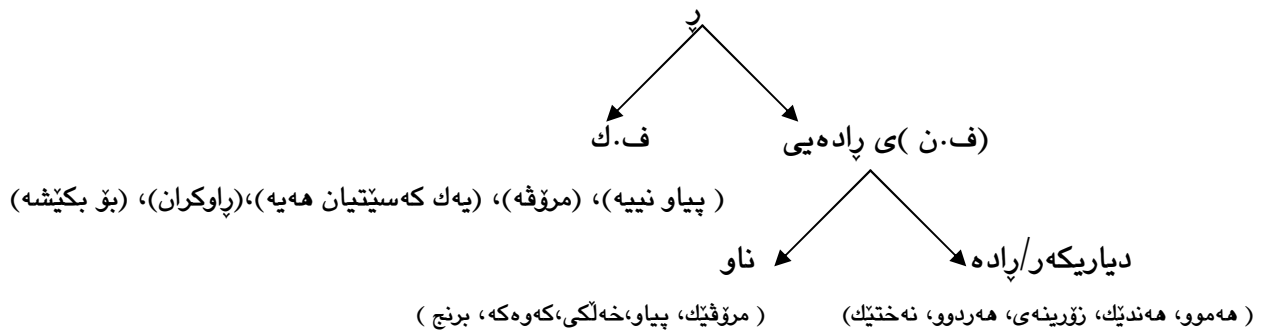 ڕ
(ف.ن )ی ڕادەیی ف.ك
( پیاو نییە)، (مرۆڤە)، (یەك كەسێتیان هەیە)،(ڕاوكران)، (بۆ بكێشە)
دیاریكەر/ڕادە ناو
( هەموو، هەندێك، زۆرینەی، هەردوو، نەختێك) ( مرۆڤێك، پیاو،خەڵكی،كەوەكە، برنج )